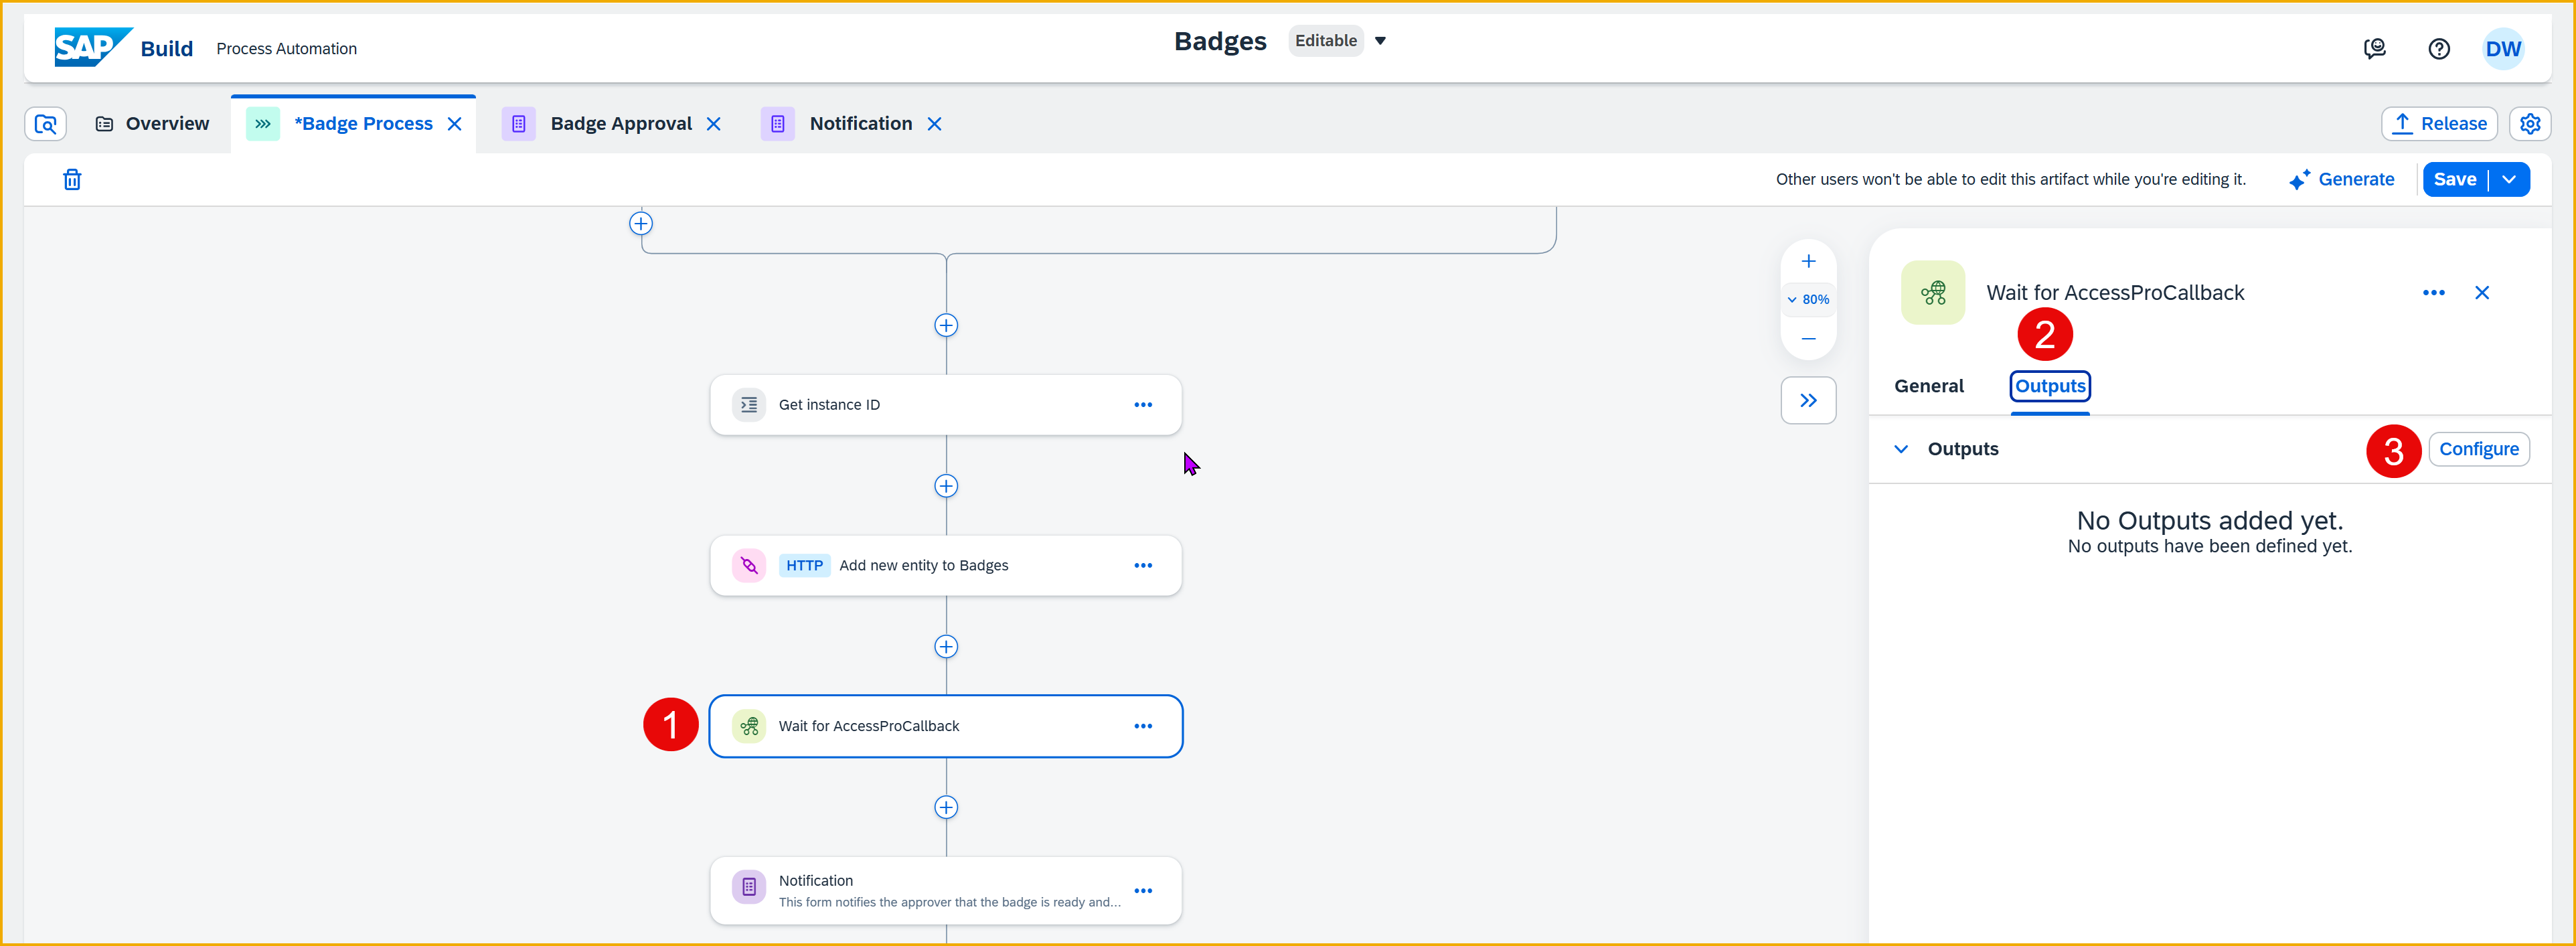 SAP Build Process Automation
Badges Editable
DW
Overview
*Badge Process
Badge Approval
Notification
Release
Other users won't be able to edit this artifact while you're editing it.
Generate
Save
80%
Get instance ID
HTTP Add new entity to Badges
1
Wait for AccessProCallback
Notification
This form notifies the approver that the badge is ready and...
Wait for AccessProCallback
2
General
Outputs
Outputs
3
Configure
No Outputs added yet.
No outputs have been defined yet.